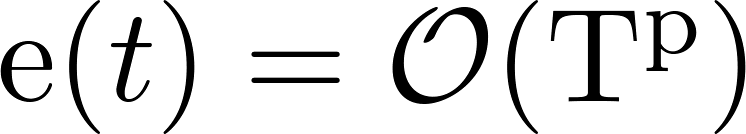 e(t) = 𝒪(Tᵖ)